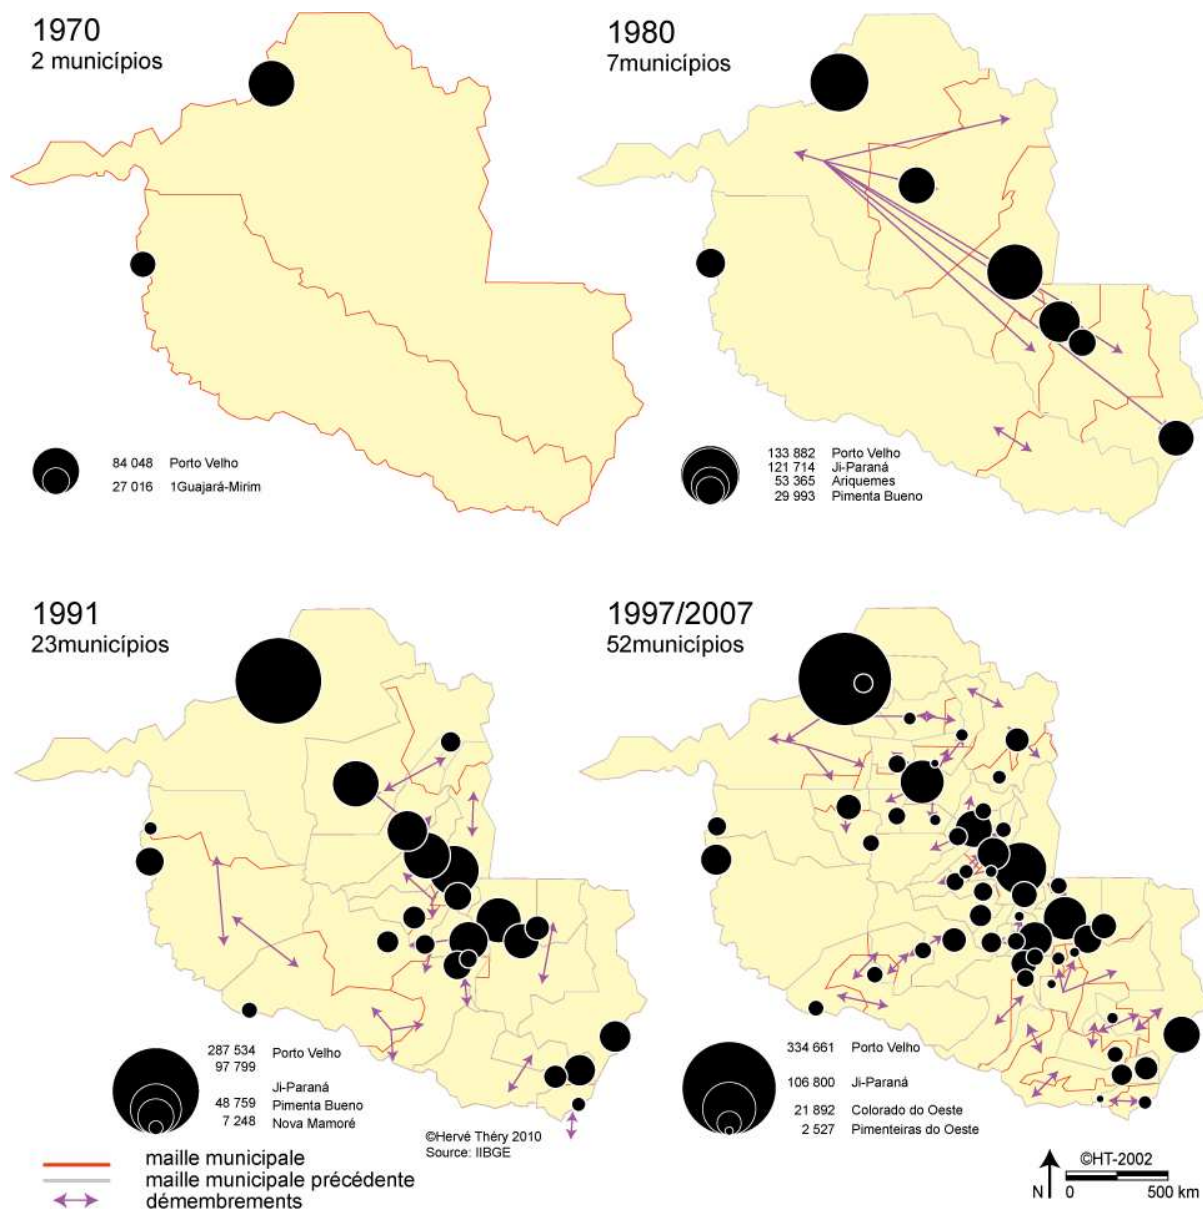 1970
2 municípios
84 048 Porto Velho
27 016 1Guajará-Mirim
1980
7municípios
133 882 Porto Velho
121 714 Ji-Paraná
53 365 Ariquemes
29 993 Pimenta Bueno
1991
23municípios
287 534 Porto Velho
97 799
Ji-Paraná
48 759 Pimenta Bueno
7 248 Nova Mamoré
©Hervé Théry 2010
Source: IIBGE
1997/2007
52municípios
334 661 Porto Velho
106 800 Ji-Paraná
21 892 Colorado do Oeste
2 527 Pimenteiras do Oeste
maille municipale
maille municipale précédente
démembrements
©HT-2002
N 0 500 km